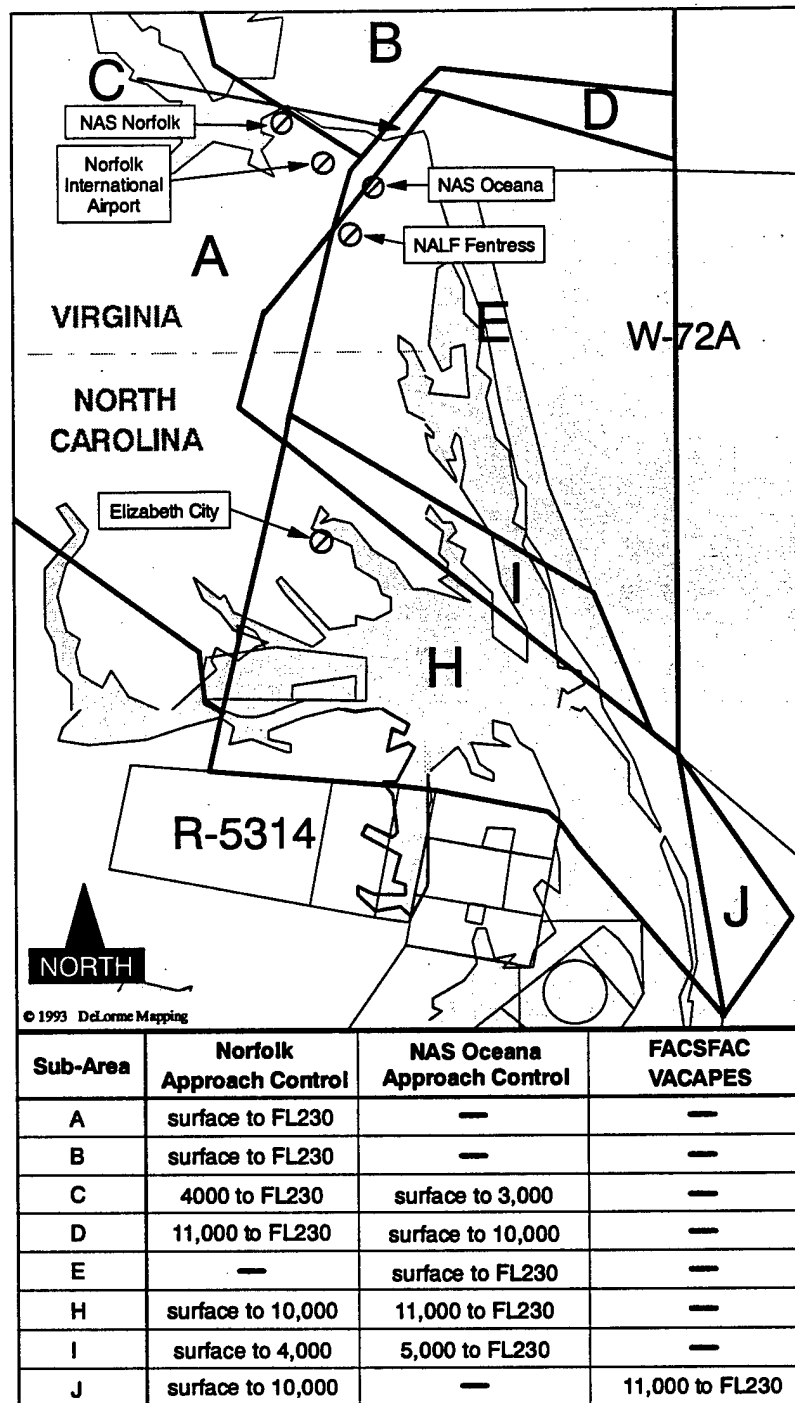 B
C
D
NAS Norfolk
Norfolk
International
Airport
NAS Oceana
NALF Fentress
A
VIRGINIA
E
W-72A
NORTH
CAROLINA
Elizabeth City
I
H
R-5314
J
NORTH
© 1993 DeLorme Mapping
Sub-Area Norfolk Approach Control NAS Oceana Approach Control FACSFAC VACAPES
A surface to FL230 — —
B surface to FL230 — —
C 4000 to FL230 surface to 3,000 —
D 11,000 to FL230 surface to 10,000 —
E — surface to FL230 —
H surface to 10,000 11,000 to FL230 —
I surface to 4,000 5,000 to FL230 —
J surface to 10,000 — 11,000 to FL230